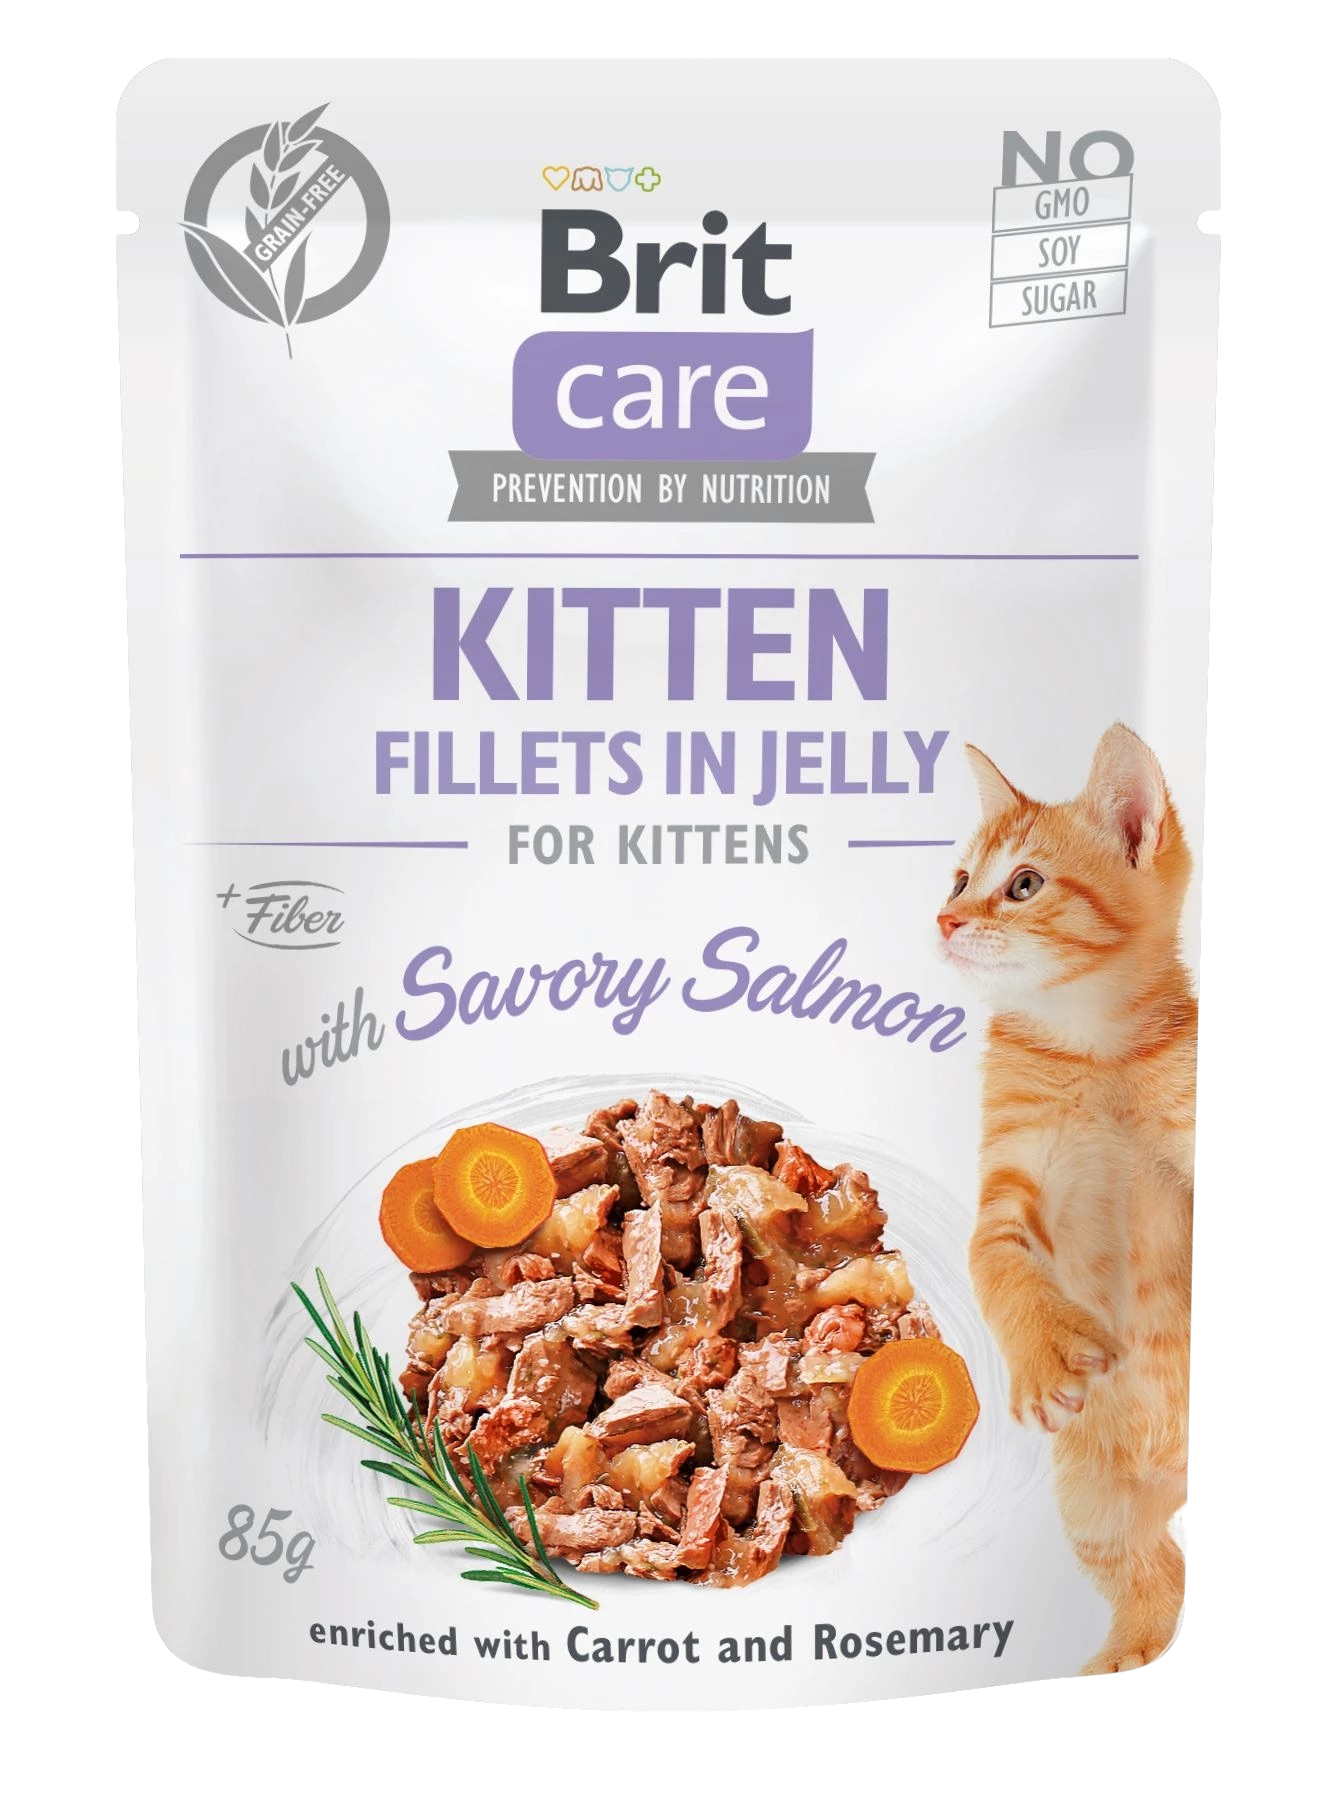 GRAIN-FREE
NO
GMO
SOY
SUGAR
Brit
care
PREVENTION BY NUTRITION
KITTEN
FILLETS IN JELLY
FOR KITTENS
+Fiber
with Savory Salmon
85g
enriched with Carrot and Rosemary